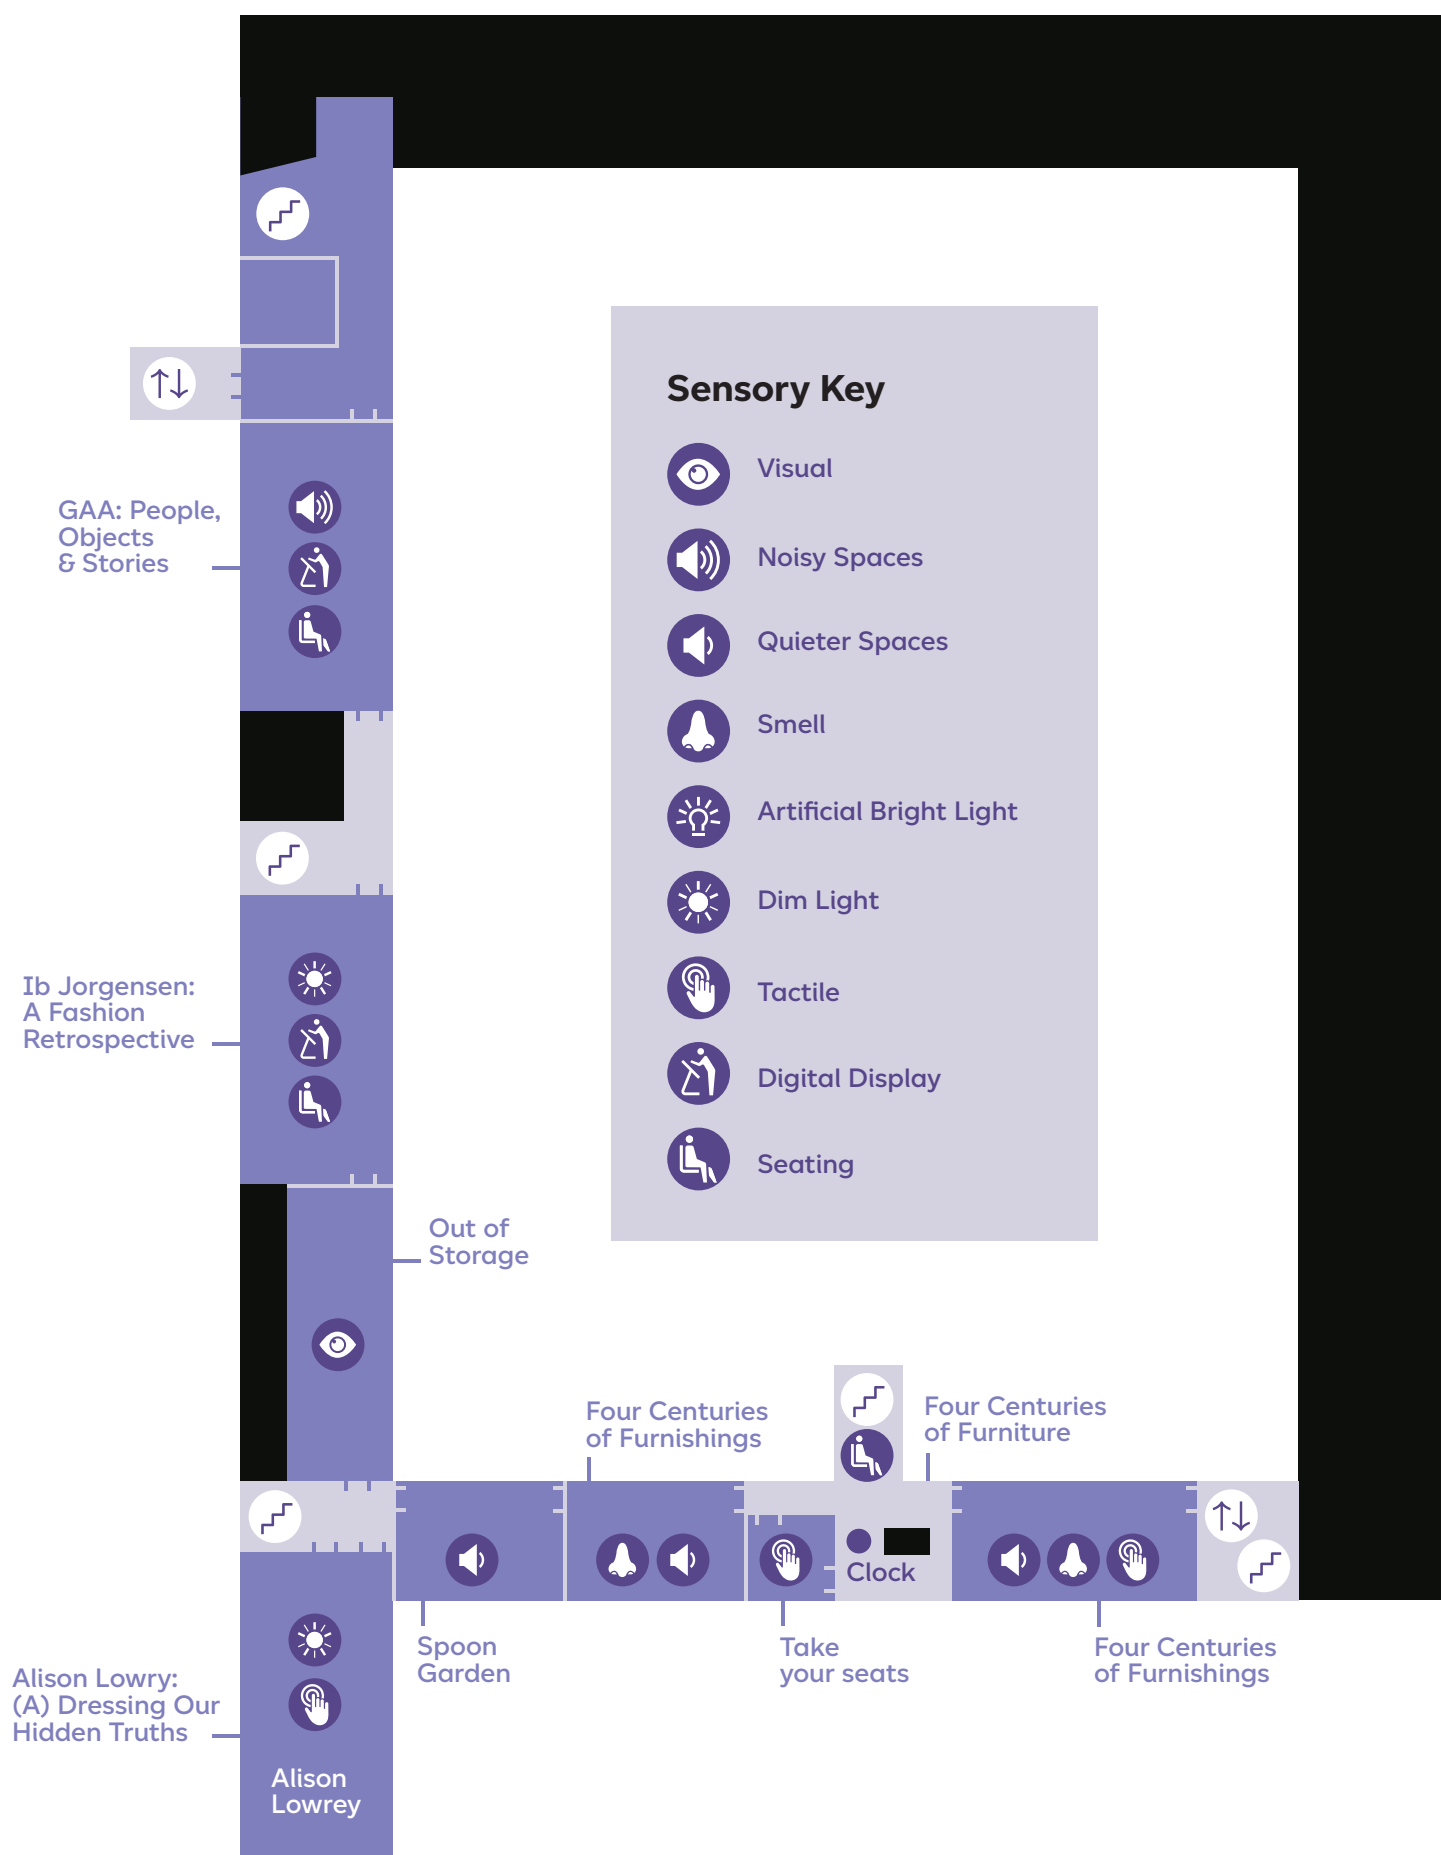 Sensory Key
Visual
Noisy Spaces
Quieter Spaces
Smell
Artificial Bright Light
Dim Light
Tactile
Digital Display
Seating
GAA: People,
Objects
& Stories
Ib Jorgensen:
A Fashion
Retrospective
Out of
Storage
Four Centuries
of Furnishings
Four Centuries
of Furniture
Clock
Spoon
Garden
Take
your seats
Four Centuries
of Furnishings
Alison Lowry:
(A) Dressing Our
Hidden Truths
Alison
Lowrey